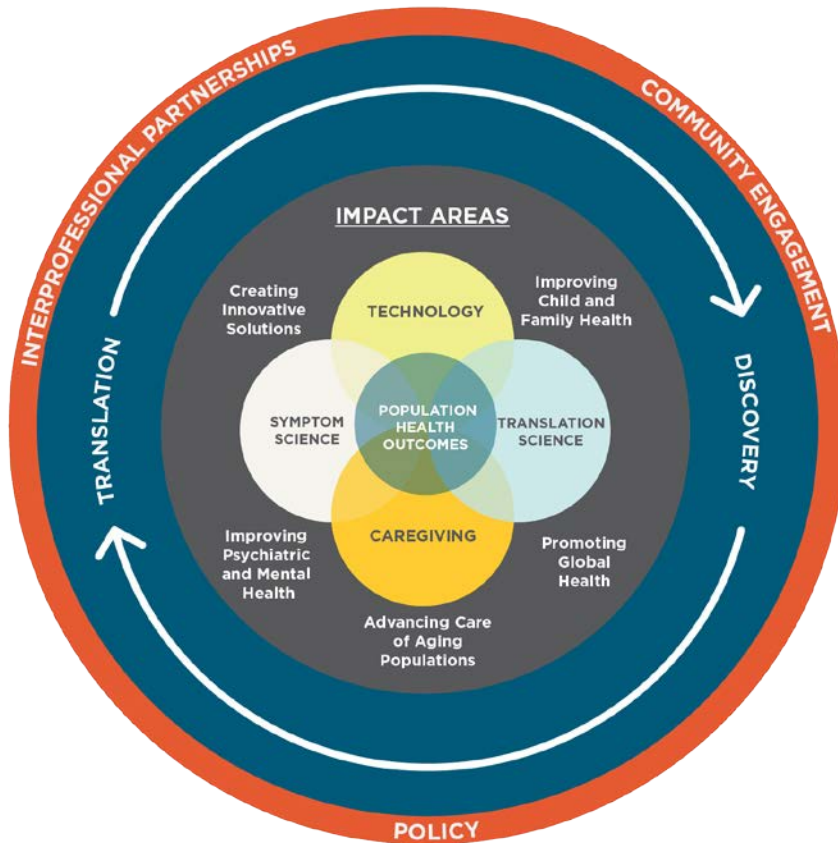 INTERPROFESSIONAL PARTNERSHIPS
COMMUNITY ENGAGEMENT
IMPACT AREAS
Creating
Innovative
Solutions
TECHNOLOGY
Improving
Child and
Family Health
TRANSLATION
SYMPTOM
SCIENCE
POPULATION
HEALTH
OUTCOMES
TRANSLATION
SCIENCE
DISCOVERY
Improving
Psychiatric
and Mental
Health
CAREGIVING
Promoting
Global
Health
Advancing Care
of Aging
Populations
POLICY